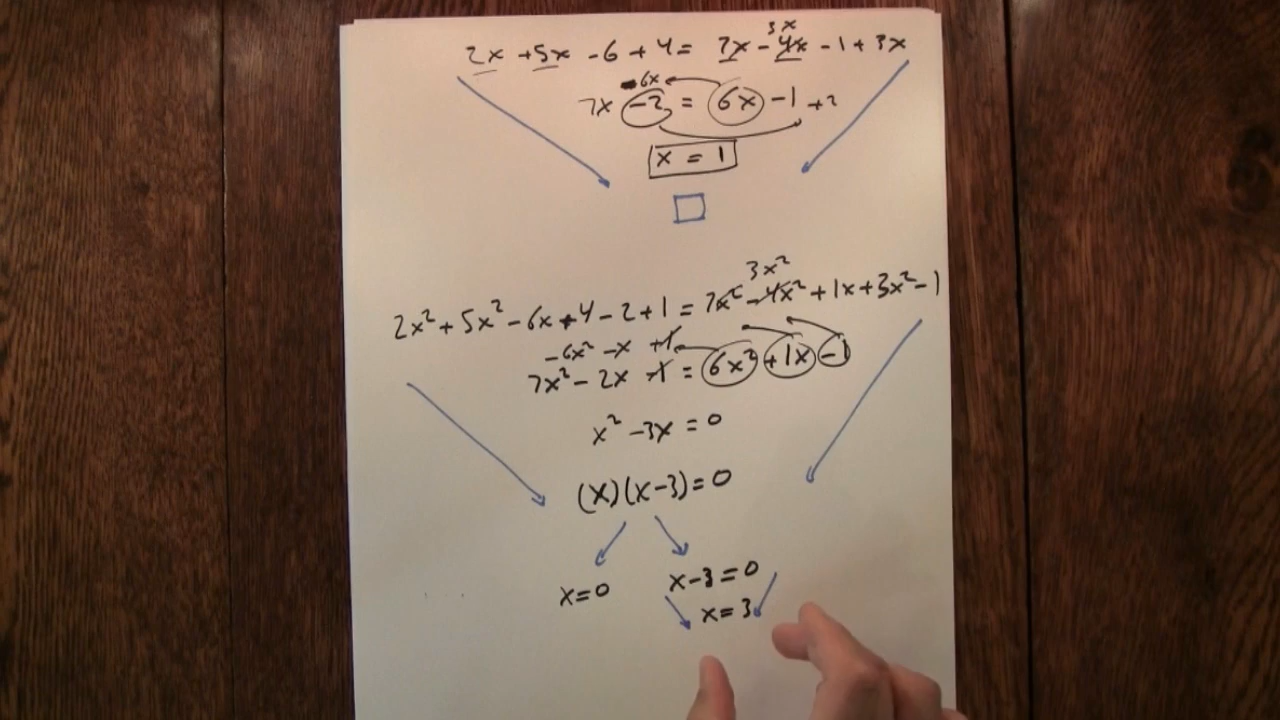 3x
2x + 5x - 6 + 4 = 7x - 4x - 1 + 3x
-6x
7x - 2 = 6x - 1 + 2
x = 1
3x²
2x² + 5x² - 6x + 4 - 2 + 1 = 7x² - 4x² + 1x + 3x² - 1
-6x² - x + 1
7x² - 2x - 1 = 6x² + 1x - 1
x² - 3x = 0
(x)(x-3) = 0
x = 0 x - 3 = 0
x = 3